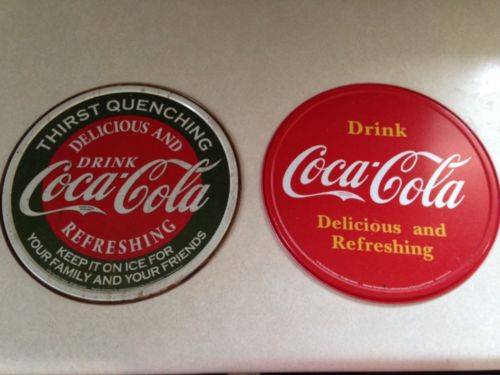 THIRST QUENCHING
DELICIOUS AND
DRINK
Coca-Cola
REFRESHING
KEEP IT ON ICE FOR
YOUR FAMILY AND YOUR FRIENDS
Drink
Coca-Cola
Delicious and
Refreshing